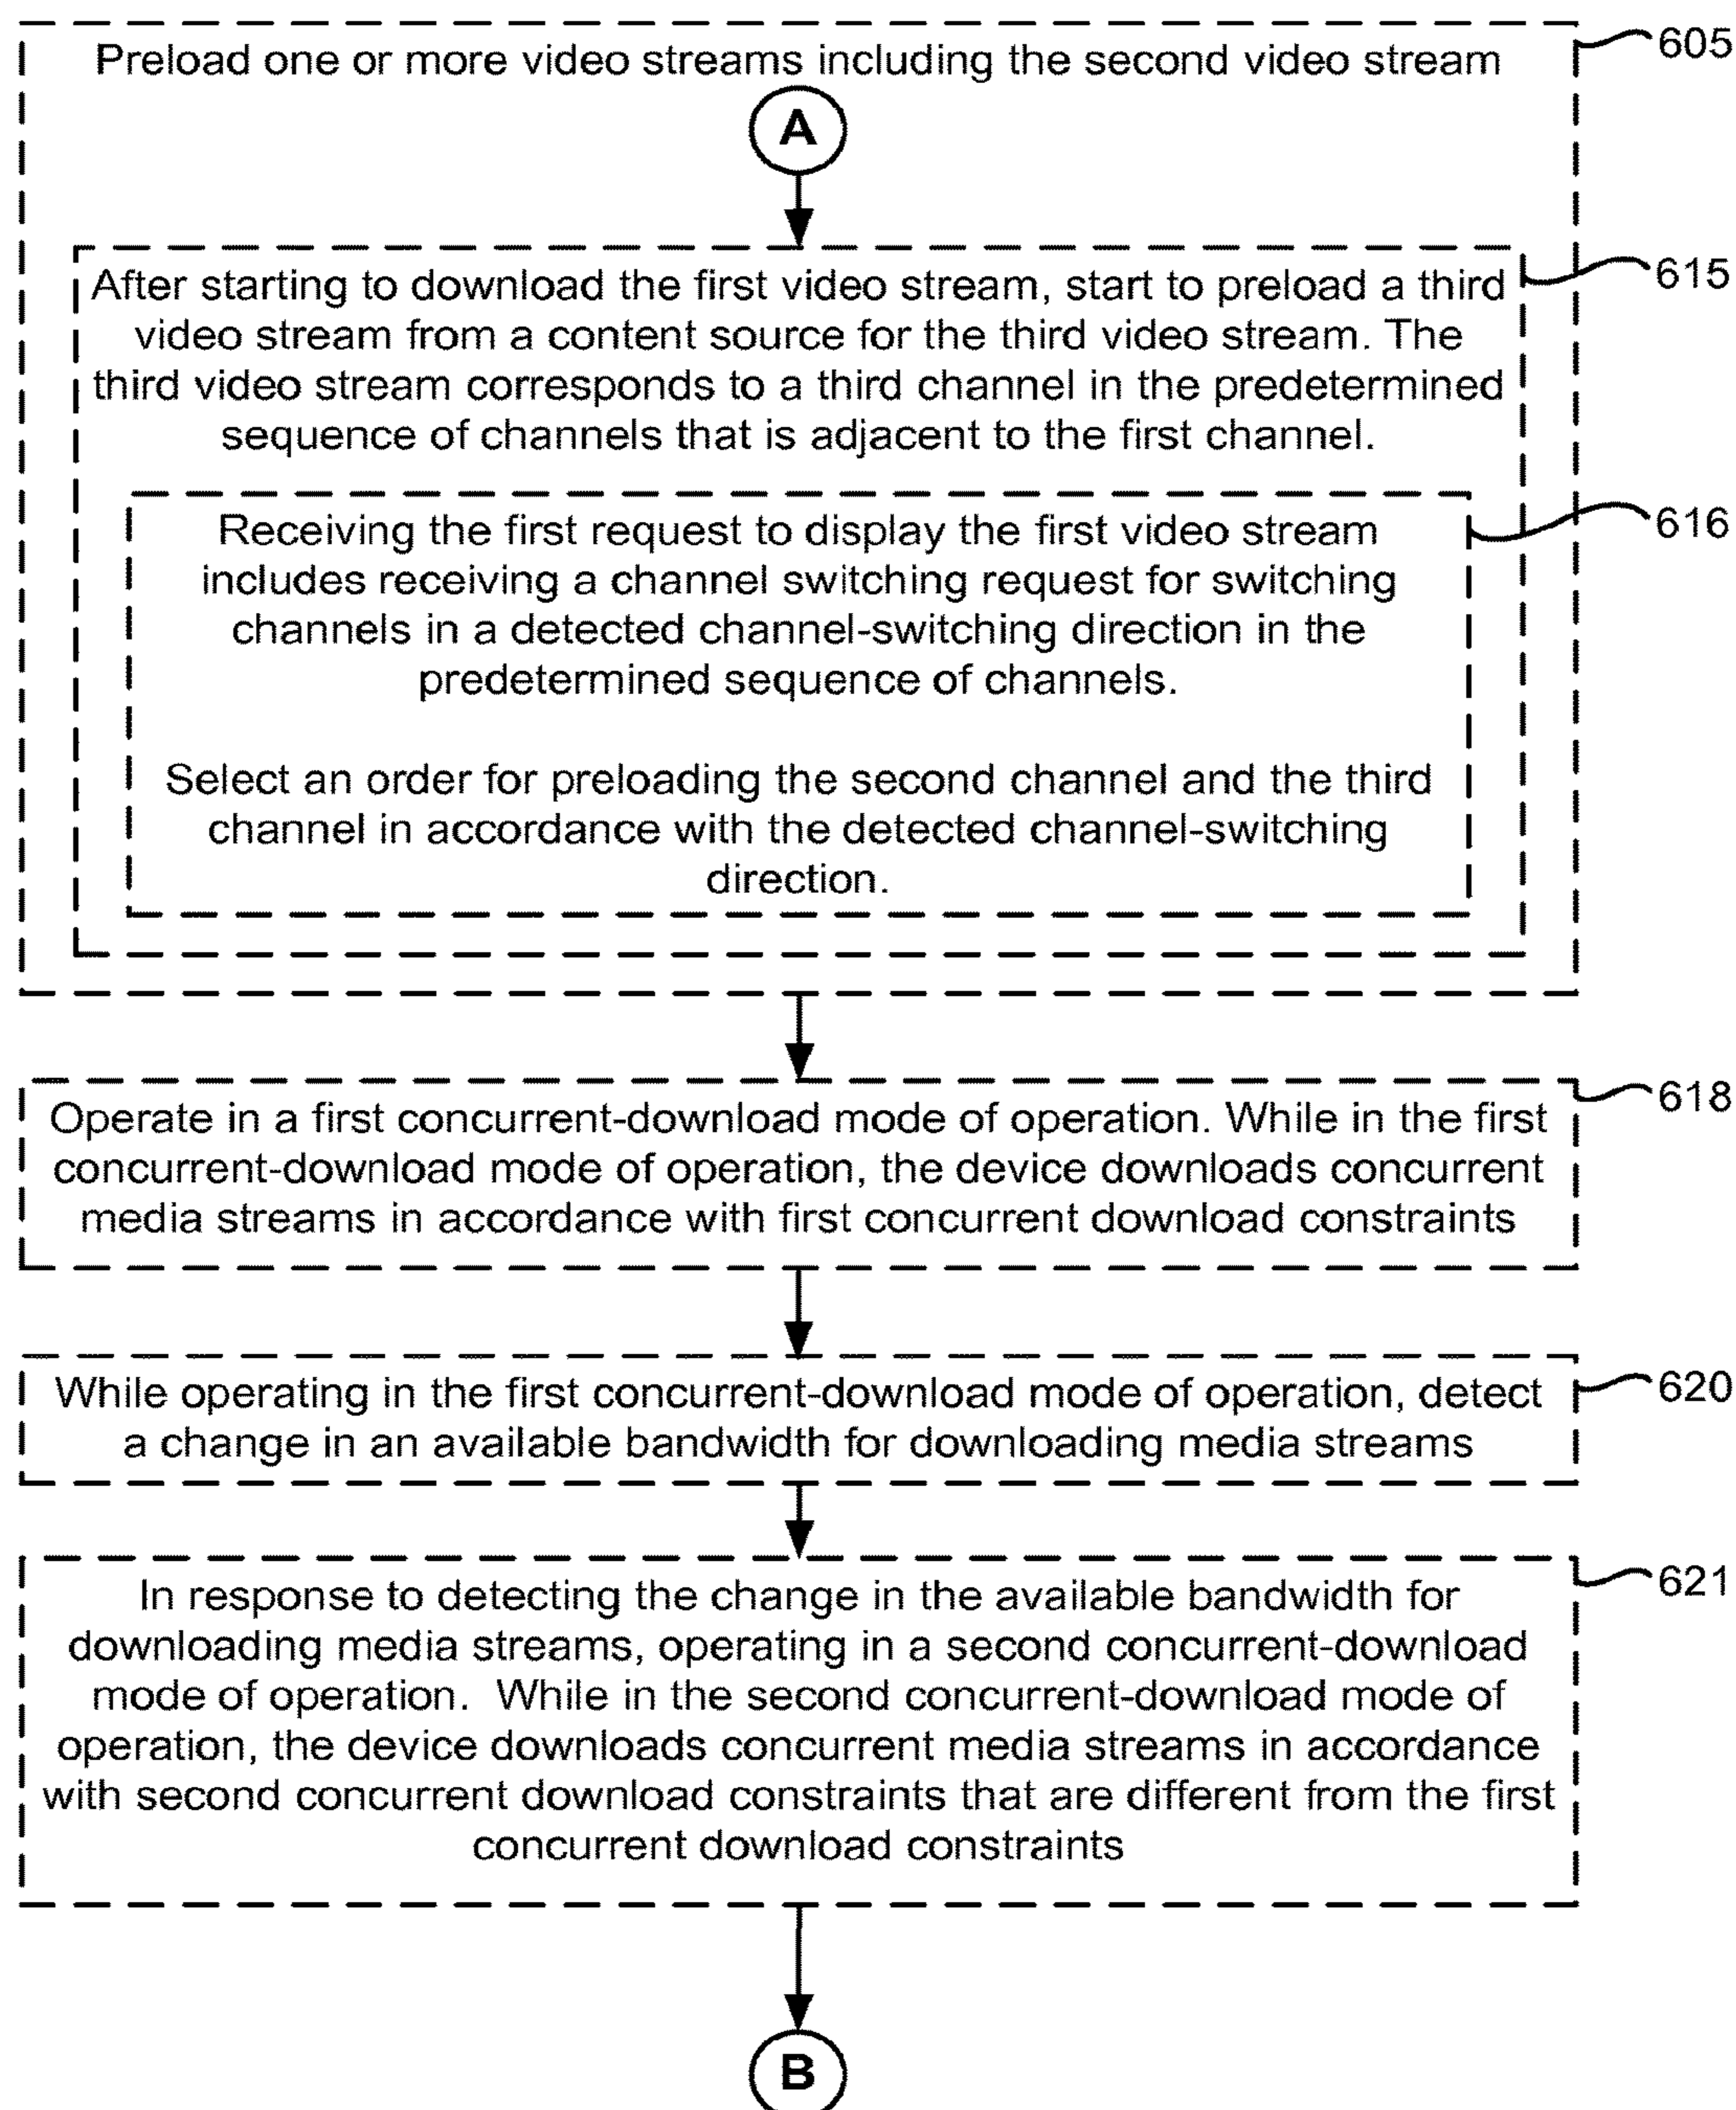 Preload one or more video streams including the second video stream
605
A
After starting to download the first video stream, start to preload a third
video stream from a content source for the third video stream. The
third video stream corresponds to a third channel in the predetermined
sequence of channels that is adjacent to the first channel.
615
Receiving the first request to display the first video stream
includes receiving a channel switching request for switching
channels in a detected channel-switching direction in the
predetermined sequence of channels.
616
Select an order for preloading the second channel and the third
channel in accordance with the detected channel-switching
direction.
Operate in a first concurrent-download mode of operation. While in the first
concurrent-download mode of operation, the device downloads concurrent
media streams in accordance with first concurrent download constraints
618
While operating in the first concurrent-download mode of operation, detect
a change in an available bandwidth for downloading media streams
620
In response to detecting the change in the available bandwidth for
downloading media streams, operating in a second concurrent-download
mode of operation.  While in the second concurrent-download mode of
operation, the device downloads concurrent media streams in accordance
with second concurrent download constraints that are different from the first
concurrent download constraints
621
B